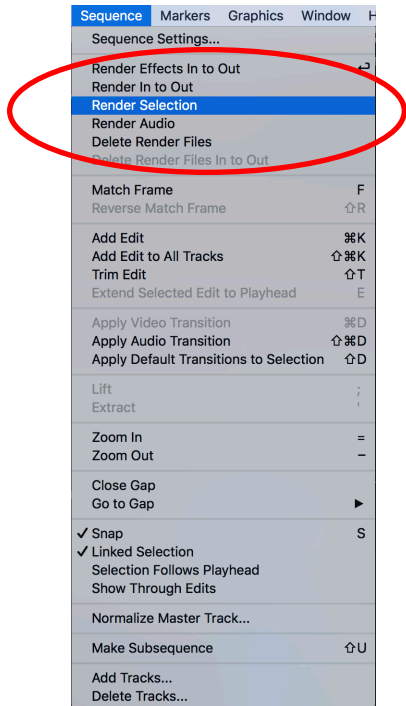 Sequence Markers Graphics Window H
Sequence Settings...
Render Effects In to Out ↩
Render In to Out
Render Selection
Render Audio
Delete Render Files
Delete Render Files In to Out
Match Frame F
Reverse Match Frame ⇧R
Add Edit ⌘K
Add Edit to All Tracks ⇧⌘K
Trim Edit ⇧T
Extend Selected Edit to Playhead E
Apply Video Transition ⌘D
Apply Audio Transition ⇧⌘D
Apply Default Transitions to Selection ⇧D
Lift ;
Extract '
Zoom In =
Zoom Out −
Close Gap
Go to Gap ▶
✓ Snap S
✓ Linked Selection
Selection Follows Playhead
Show Through Edits
Normalize Master Track...
Make Subsequence ⇧U
Add Tracks...
Delete Tracks...